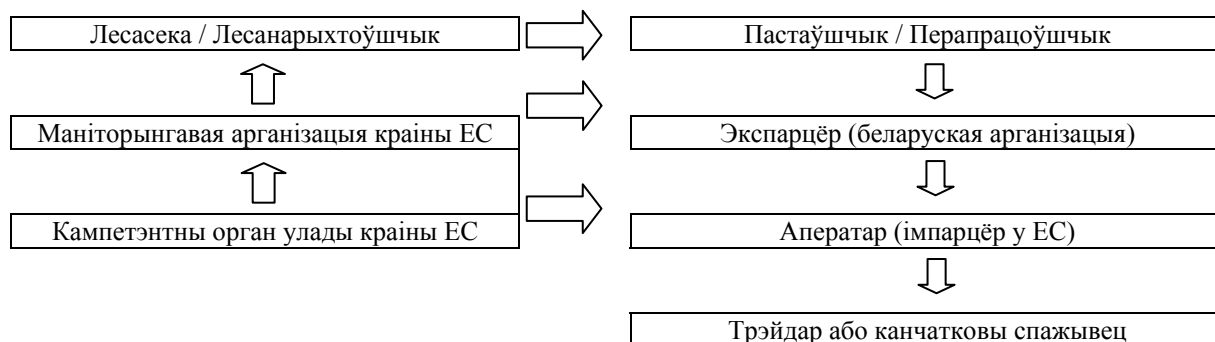 Лесасека / Лесанарыхтоўшчык
Пастаўшчык / Перапрацоўшчык
Маніторынгавая арганізацыя краіны ЕС
Экспарцёр (беларуская арганізацыя)
Кампетэнтны орган улады краіны ЕС
Аператар (імпарцёр у ЕС)
Трэйдар або канчатковы спажывец